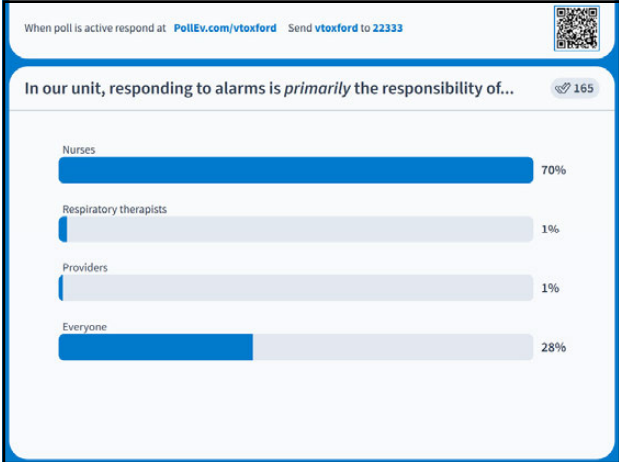 When poll is active respond at PollEv.com/vtoxford Send vtoxford to 22333
In our unit, responding to alarms is primarily the responsibility of... 165
Nurses
70%
Respiratory therapists
1%
Providers
1%
Everyone
28%